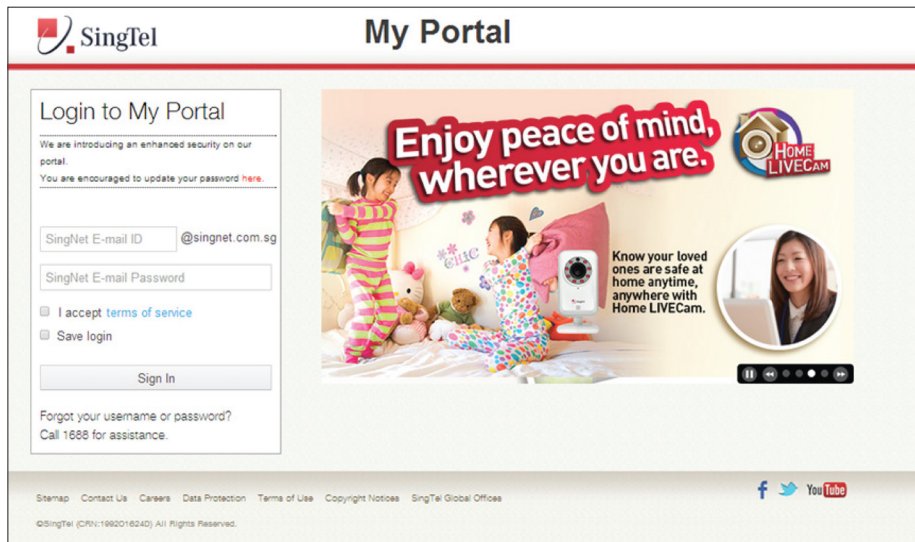 SingTel
My Portal
Login to My Portal
We are introducing an enhanced security on our
portal.
You are encouraged to update your password here.
SingNet E-mail ID @singnet.com.sg
SingNet E-mail Password
I accept terms of service
Save login
Sign In
Forgot your username or password?
Call 1688 for assistance.
Enjoy peace of mind,
wherever you are.
HOME
LIVECAM
CHIC
Know your loved
ones are safe at
home anytime,
anywhere with
Home LIVECam.
Sitemap Contact Us Careers Data Protection Terms of Use Copyright Notices SingTel Global Offices
f YouTube
©SingTel (CRN:199201624D) All Rights Reserved.